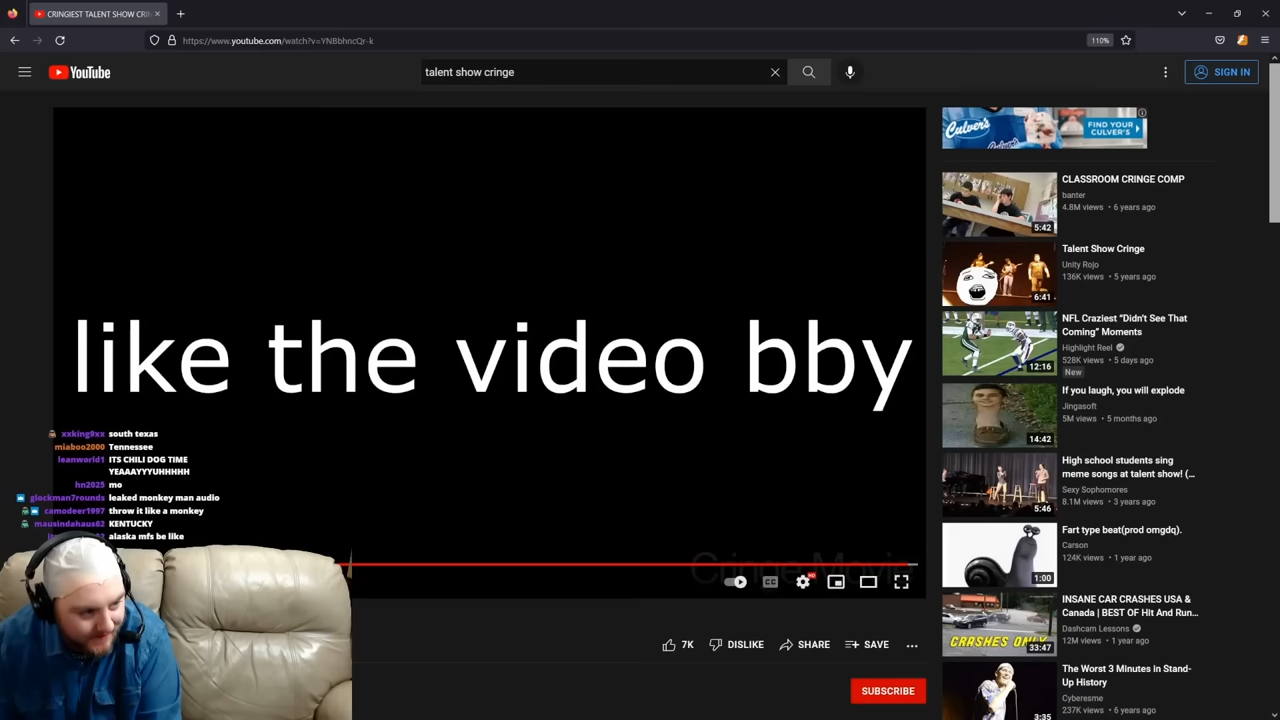 CRINGIEST TALENT SHOW CRIN
https://www.youtube.com/watch?v=YNBbhncQr-k
110%
YouTube
talent show cringe
SIGN IN
like the video bby
xxking9xx south texas
miaboo2000 Tennessee
leanworld1 ITS CHILI DOG TIME
YEAAAYYYUHHHHH
hn2025 mo
glockman7rounds leaked monkey man audio
camodeer1997 throw it like a monkey
mausindahaus62 KENTUCKY
alaska mfs be like
CC
HD
7K
DISLIKE
SHARE
SAVE
SUBSCRIBE
Culver's
FIND YOUR
CULVER'S
CLASSROOM CRINGE COMP
banter
4.8M views • 6 years ago
5:42
Talent Show Cringe
Unity Rojo
136K views • 5 years ago
6:41
NFL Craziest “Didn't See That
Coming” Moments
Highlight Reel
528K views • 5 days ago
New
12:16
If you laugh, you will explode
Jingasoft
5M views • 5 months ago
14:42
High school students sing
meme songs at talent show! (...
Sexy Sophomores
8.1M views • 3 years ago
5:46
Fart type beat(prod omgdq).
Carson
124K views • 1 year ago
1:00
INSANE CAR CRASHES USA &
Canada | BEST OF Hit And Run...
Dashcam Lessons
12M views • 1 year ago
CRASHES ONLY
33:47
The Worst 3 Minutes in Stand-
Up History
Cyberesme
237K views • 6 years ago
3:35